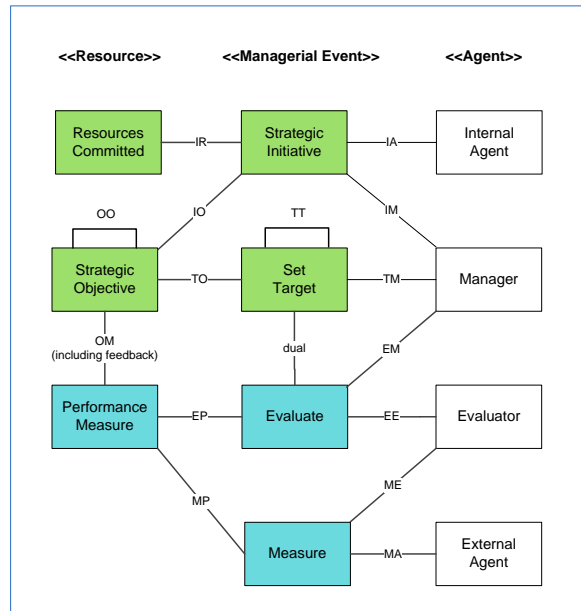 <<Resource>> <<Managerial Event>> <<Agent>>
Resources
Committed
IR
Strategic
Initiative
IA
Internal
Agent
IO
IM
OO
TT
Strategic
Objective
TO
Set
Target
TM
Manager
OM
(including feedback)
dual
EM
Performance
Measure
EP
Evaluate
EE
Evaluator
MP
ME
Measure
MA
External
Agent